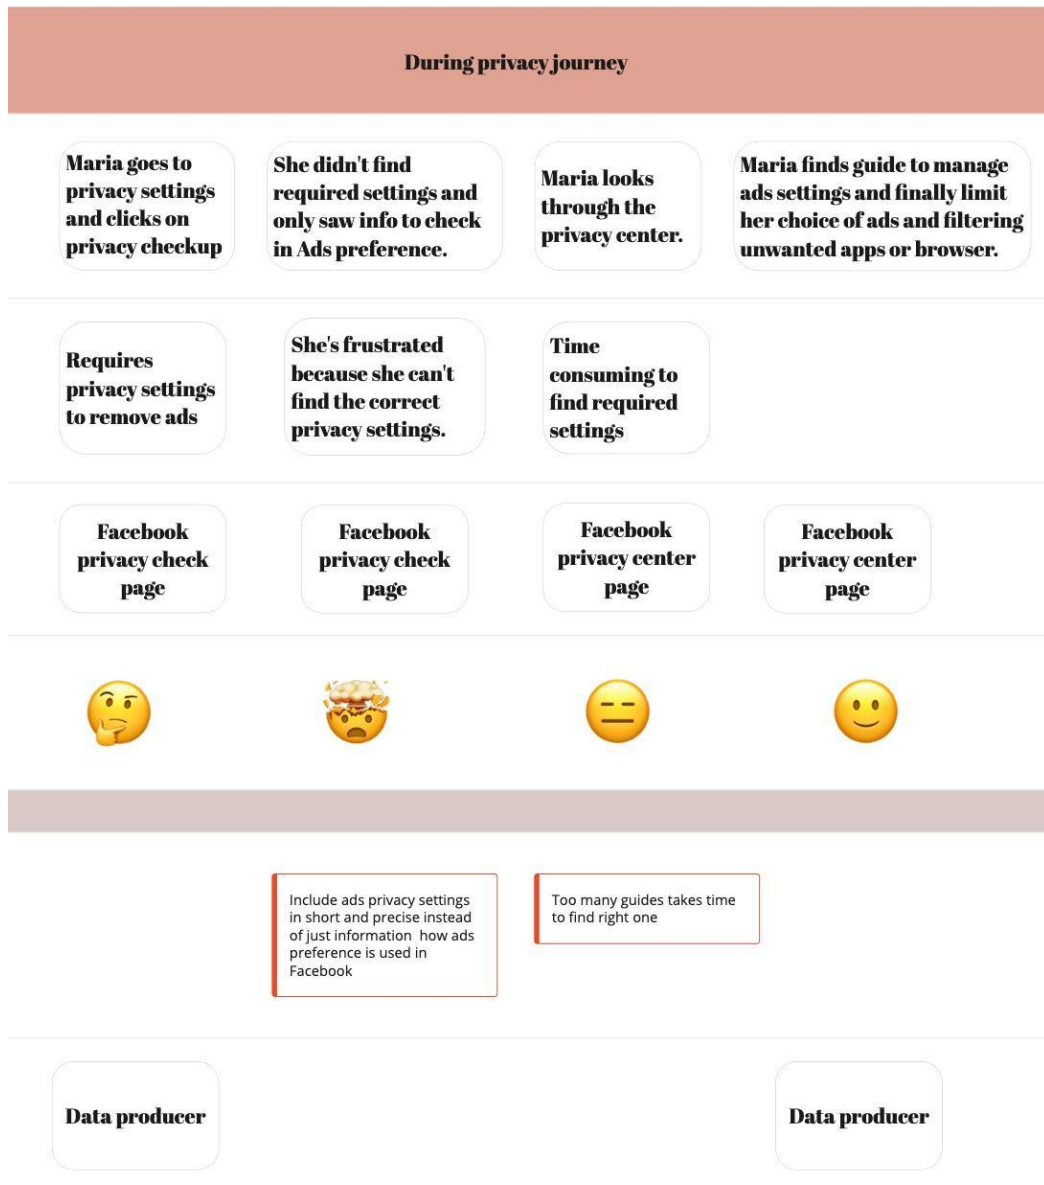 During privacy journey
Maria goes to
privacy settings
and clicks on
privacy checkup
She didn't find
required settings and
only saw info to check
in Ads preference.
Maria looks
through the
privacy center.
Maria finds guide to manage
ads settings and finally limit
her choice of ads and filtering
unwanted apps or browser.
Requires
privacy settings
to remove ads
She's frustrated
because she can't
find the correct
privacy settings.
Time
consuming to
find required
settings
Facebook
privacy check
page
Facebook
privacy check
page
Facebook
privacy center
page
Facebook
privacy center
page
Include ads privacy settings
in short and precise instead
of just information how ads
preference is used in
Facebook
Too many guides takes time
to find right one
Data producer
Data producer